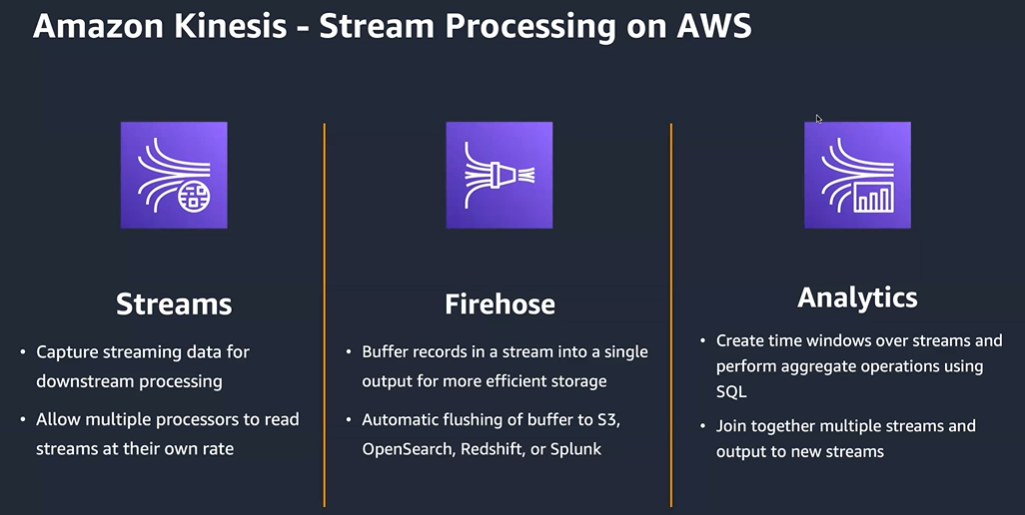 Amazon Kinesis - Stream Processing on AWS
Streams
• Capture streaming data for
downstream processing
• Allow multiple processors to read
streams at their own rate
Firehose
• Buffer records in a stream into a single
output for more efficient storage
• Automatic flushing of buffer to S3,
OpenSearch, Redshift, or Splunk
Analytics
• Create time windows over streams and
perform aggregate operations using
SQL
• Join together multiple streams and
output to new streams